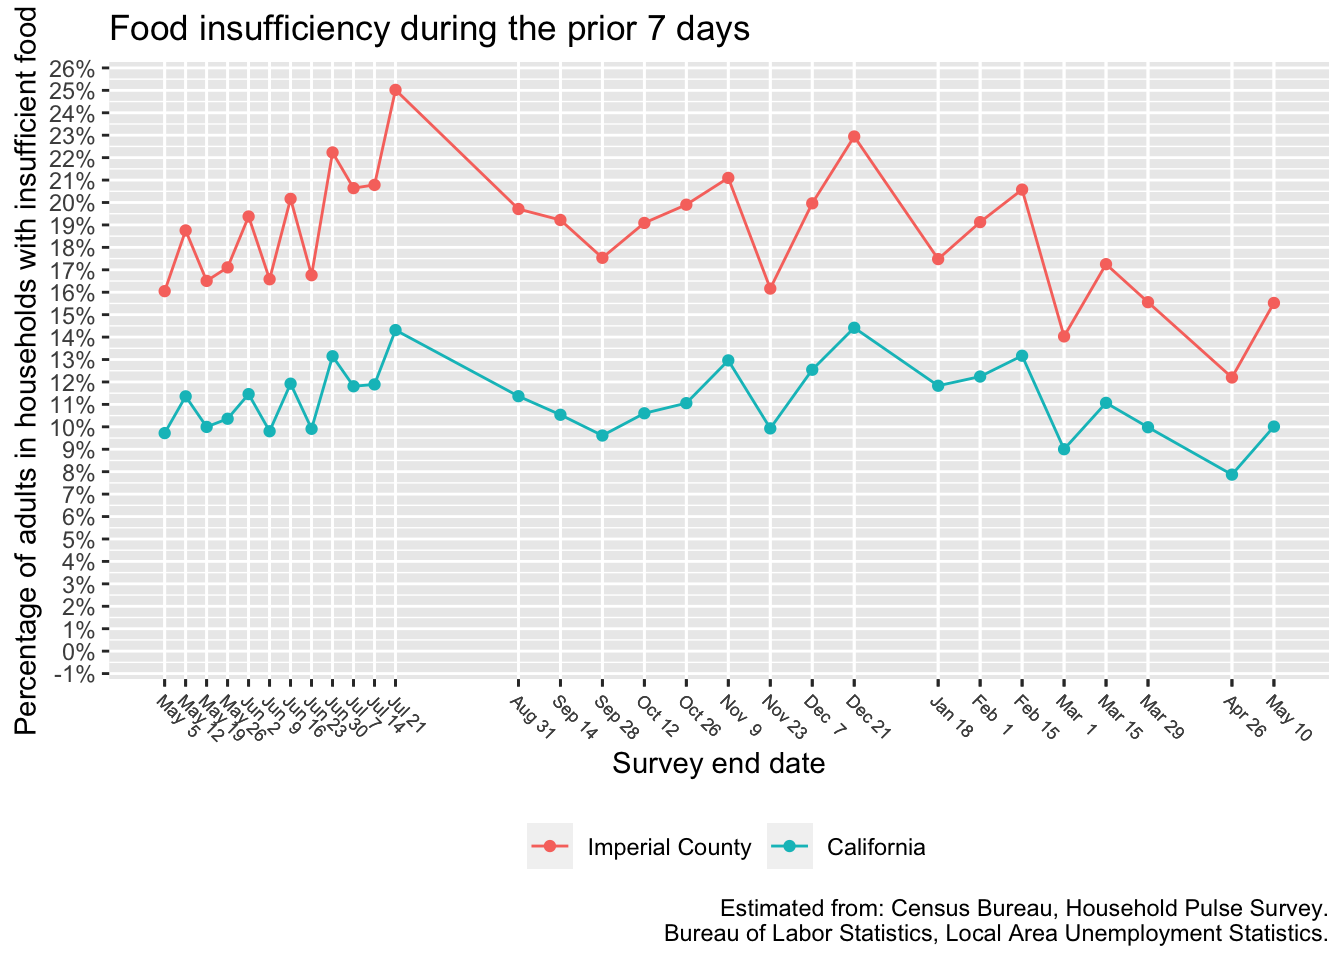 Food insufficiency during the prior 7 days
Percentage of adults in households with insufficient food
26%
25%
24%
23%
22%
21%
20%
19%
18%
17%
16%
15%
14%
13%
12%
11%
10%
9%
8%
7%
6%
5%
4%
3%
2%
1%
0%
-1%
May 5
May 12
May 19
May 26
Jun 2
Jun 9
Jun 16
Jun 23
Jun 30
Jul 7
Jul 14
Jul 21
Aug 31
Sep 14
Sep 28
Oct 12
Oct 26
Nov 9
Nov 23
Dec 7
Dec 21
Jan 18
Feb 1
Feb 15
Mar 1
Mar 15
Mar 29
Apr 26
May 10
Survey end date
Imperial County
California
Estimated from: Census Bureau, Household Pulse Survey.
Bureau of Labor Statistics, Local Area Unemployment Statistics.